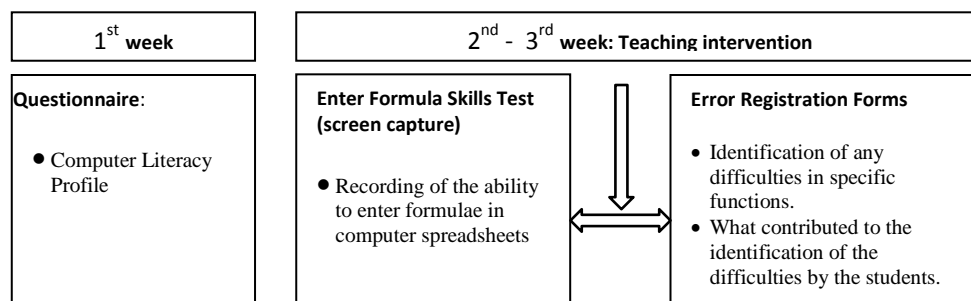 1st week
2nd - 3rd week: Teaching intervention
Questionnaire:
● Computer Literacy
Profile
Enter Formula Skills Test
(screen capture)
● Recording of the ability
to enter formulae in
computer spreadsheets
Error Registration Forms
• Identification of any
difficulties in specific
functions.
• What contributed to the
identification of the
difficulties by the students.